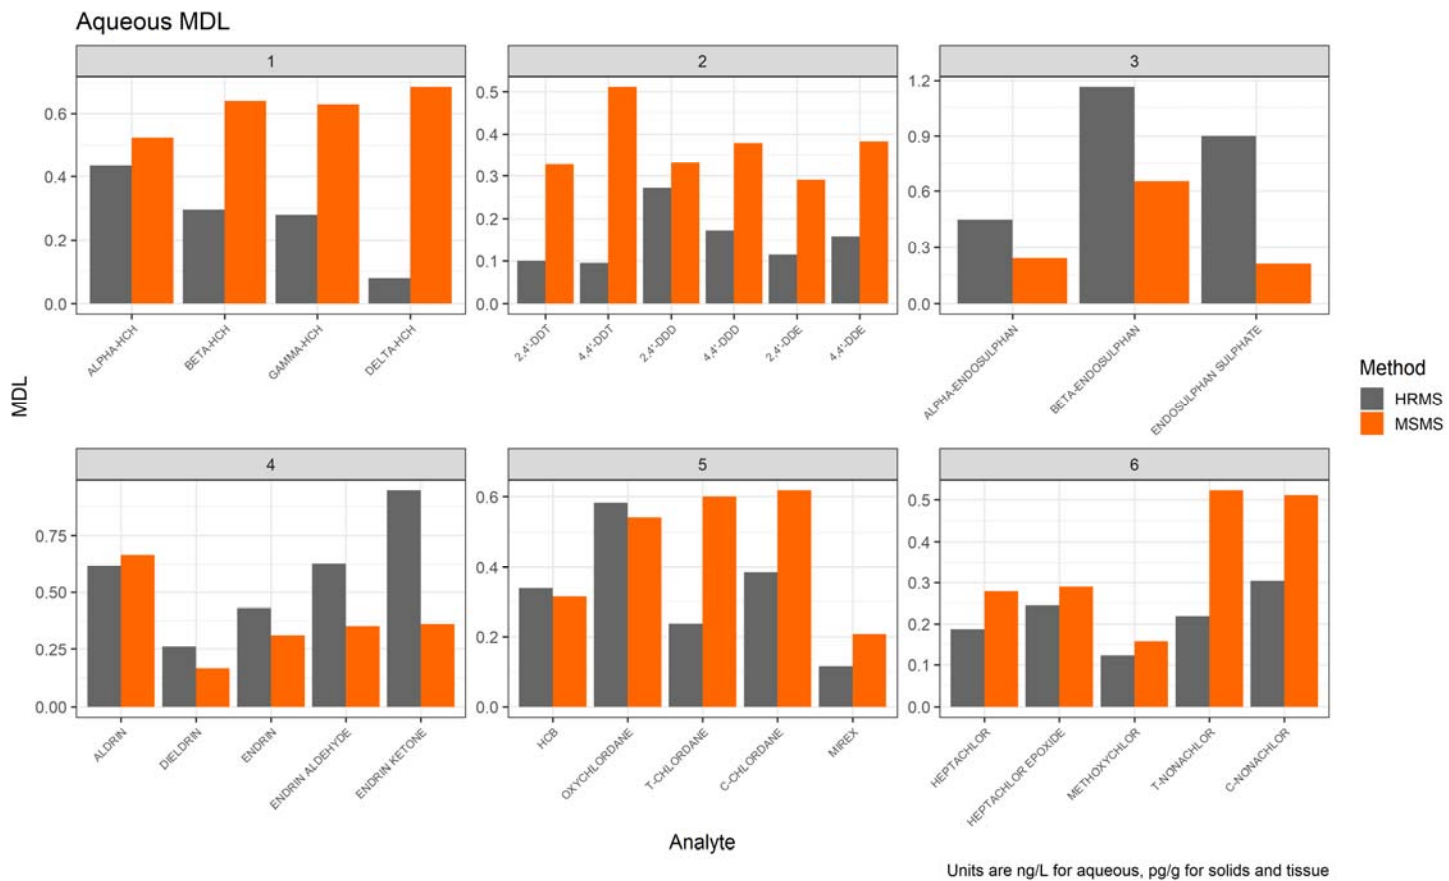 Aqueous MDL
1
2
3
0.6
0.4
0.2
0.0
0.5
0.4
0.3
0.2
0.1
0.0
1.2
0.9
0.6
0.3
0.0
ALPHA-HCH
BETA-HCH
GAMMA-HCH
DELTA-HCH
2,4'-DDT
4,4'-DDT
2,4'-DDD
4,4'-DDD
2,4'-DDE
4,4'-DDE
ALPHA-ENDOSULPHAN
BETA-ENDOSULPHAN
ENDOSULPHAN SULPHATE
MDL
Method
HRMS
MSMS
4
5
6
0.75
0.50
0.25
0.00
0.6
0.4
0.2
0.0
0.5
0.4
0.3
0.2
0.1
0.0
ALDRIN
DIELDRIN
ENDRIN
ENDRIN ALDEHYDE
ENDRIN KETONE
HCB
OXYCHLORDANE
T-CHLORDANE
C-CHLORDANE
MIREX
HEPTACHLOR
HEPTACHLOR EPOXIDE
METHOXYCHLOR
T-NONACHLOR
C-NONACHLOR
Analyte
Units are ng/L for aqueous, pg/g for solids and tissue